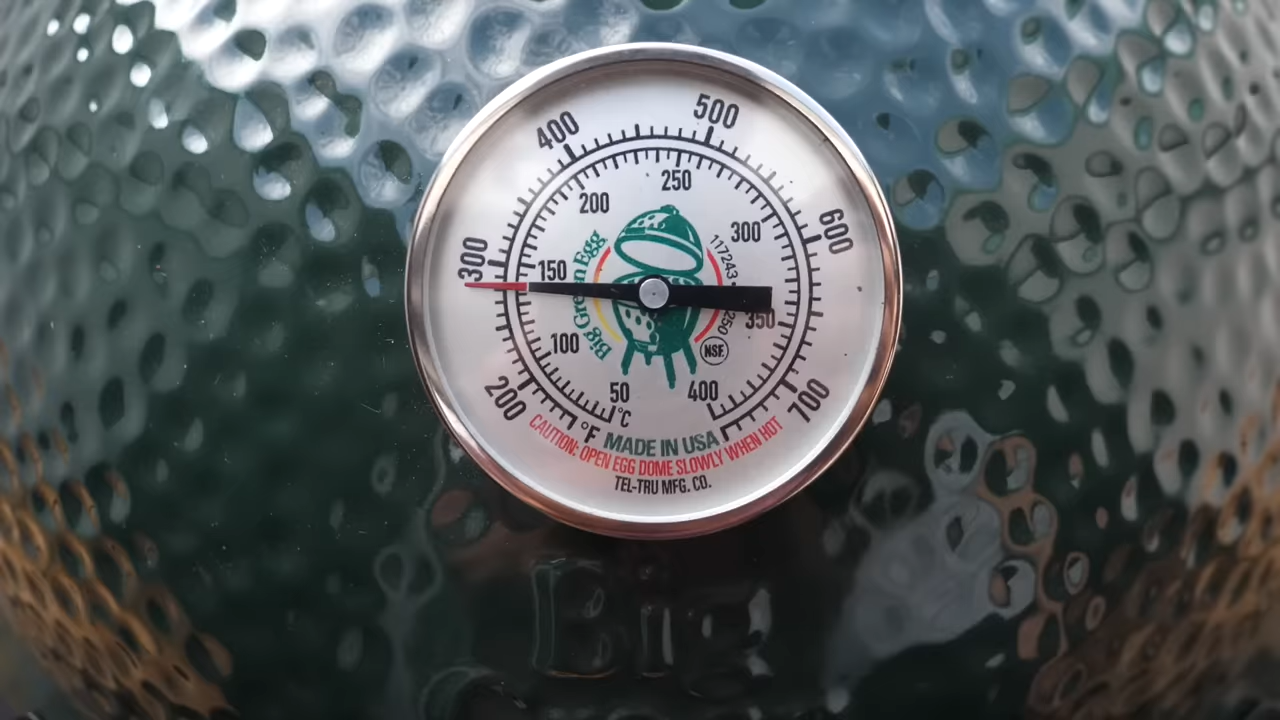 500
400
600
300
200
700
250
200
300
150
350
100
50
400
°C
°F
Big Green Egg
117243
250
NSF.
MADE IN USA
CAUTION: OPEN EGG DOME SLOWLY WHEN HOT
TEL-TRU MFG. CO.
Big